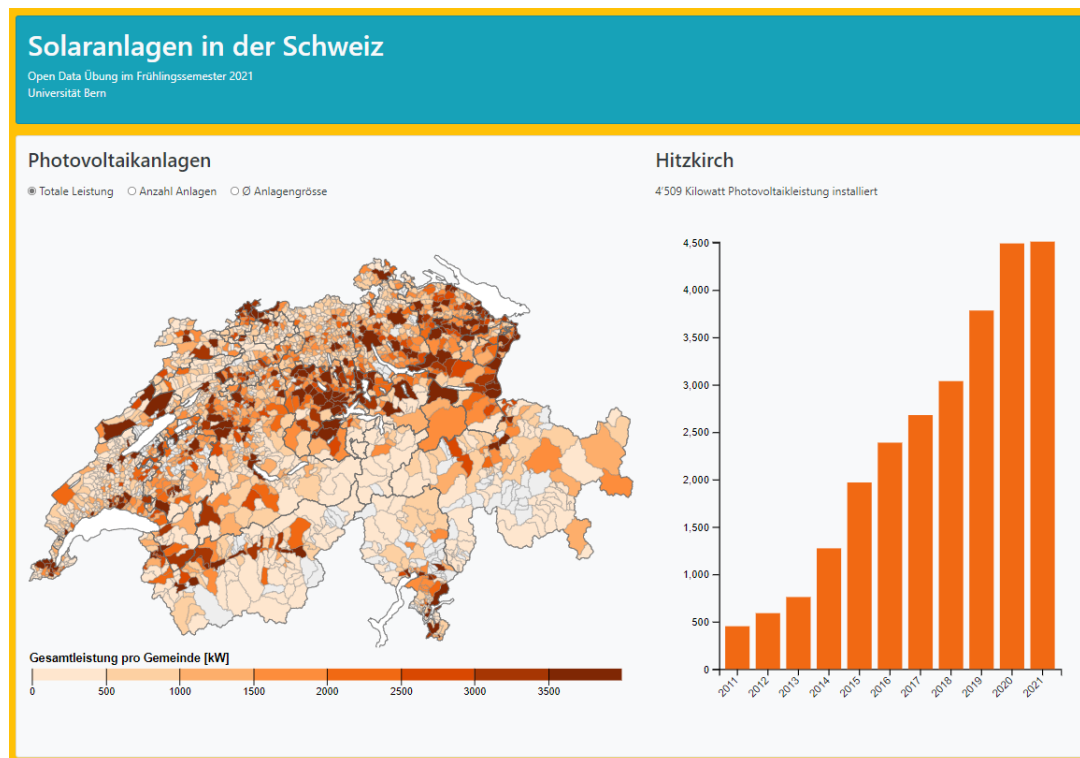 Solaranlagen in der Schweiz
Open Data Übung im Frühlingssemester 2021
Universität Bern
Photovoltaikanlagen
Totale Leistung Anzahl Anlagen Ø Anlagengrösse
Gesamtleistung pro Gemeinde [kW]
0 500 1000 1500 2000 2500 3000 3500
Hitzkirch
4'509 Kilowatt Photovoltaikleistung installiert
4,500
4,000
3,500
3,000
2,500
2,000
1,500
1,000
500
0
2011 2012 2013 2014 2015 2016 2017 2018 2019 2020 2021